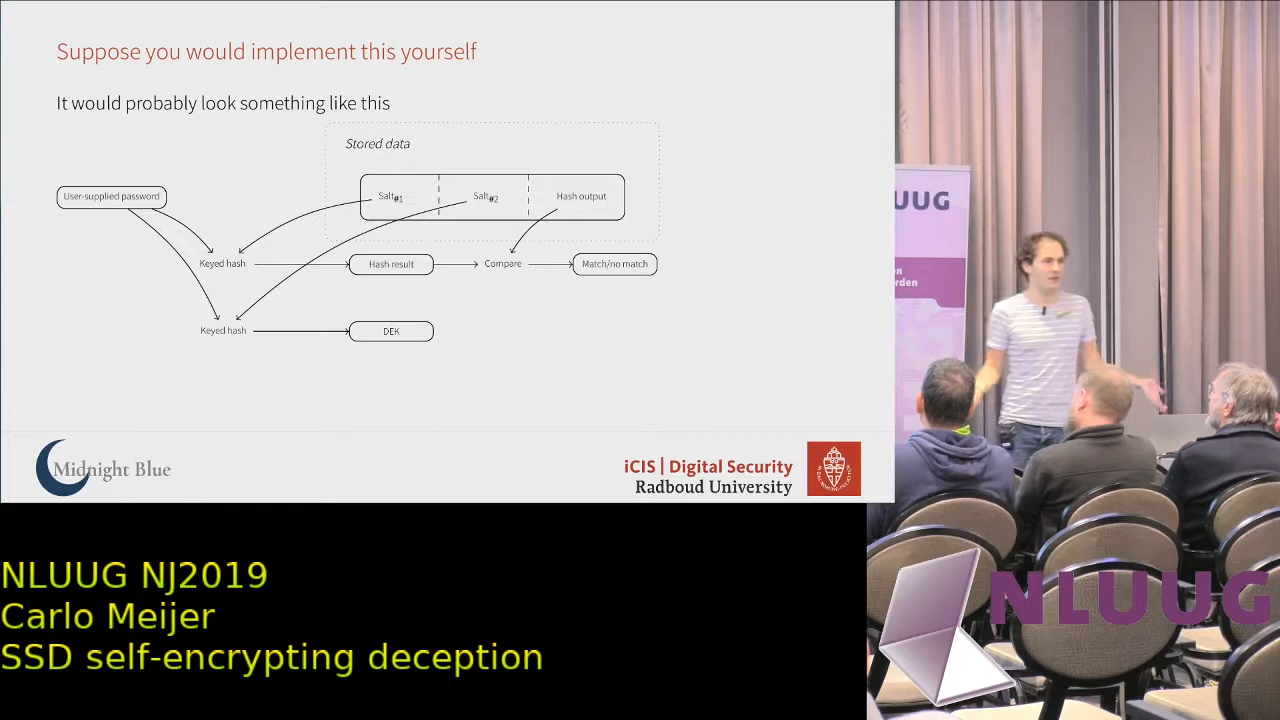 Suppose you would implement this yourself
It would probably look something like this
Stored data
User-supplied password
Salt#1
Salt#2
Hash output
Keyed hash
Hash result
Compare
Match/no match
Keyed hash
DEK
Midnight Blue
iCIS | Digital Security
Radboud University
NLUUG NJ2019
Carlo Meijer
SSD self-encrypting deception
UUG
en
rden
NLUUG